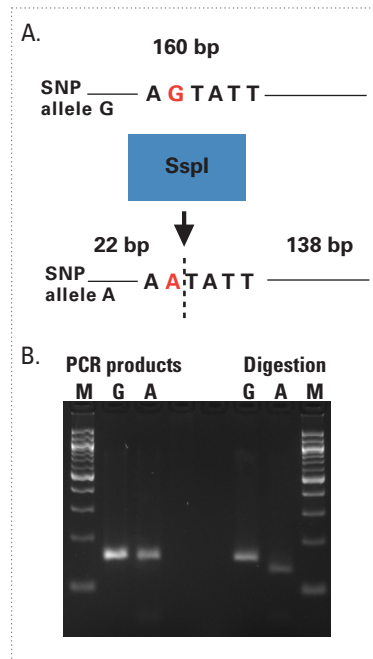 A.
160 bp
SNP allele G
A G T A T T
SspI
22 bp 138 bp
SNP allele A
A A T A T T
B.
PCR products Digestion
M G A G A M